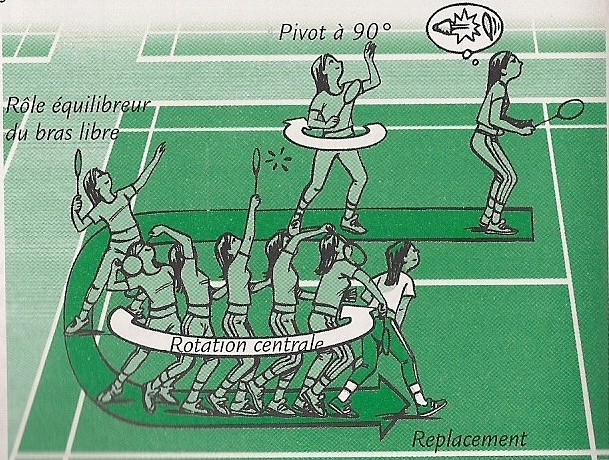 Pivot à 90°
Rôle équilibreur
du bras libre
Rotation centrale
Replacement